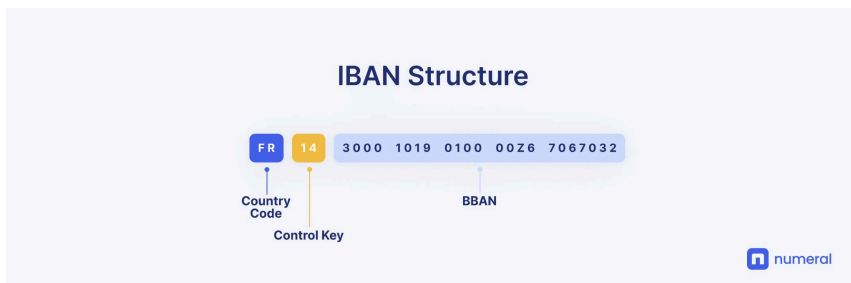 IBAN Structure
FR 14 3000 1019 0100 00Z6 7067032
Country
Code
BBAN
Control Key
numeral